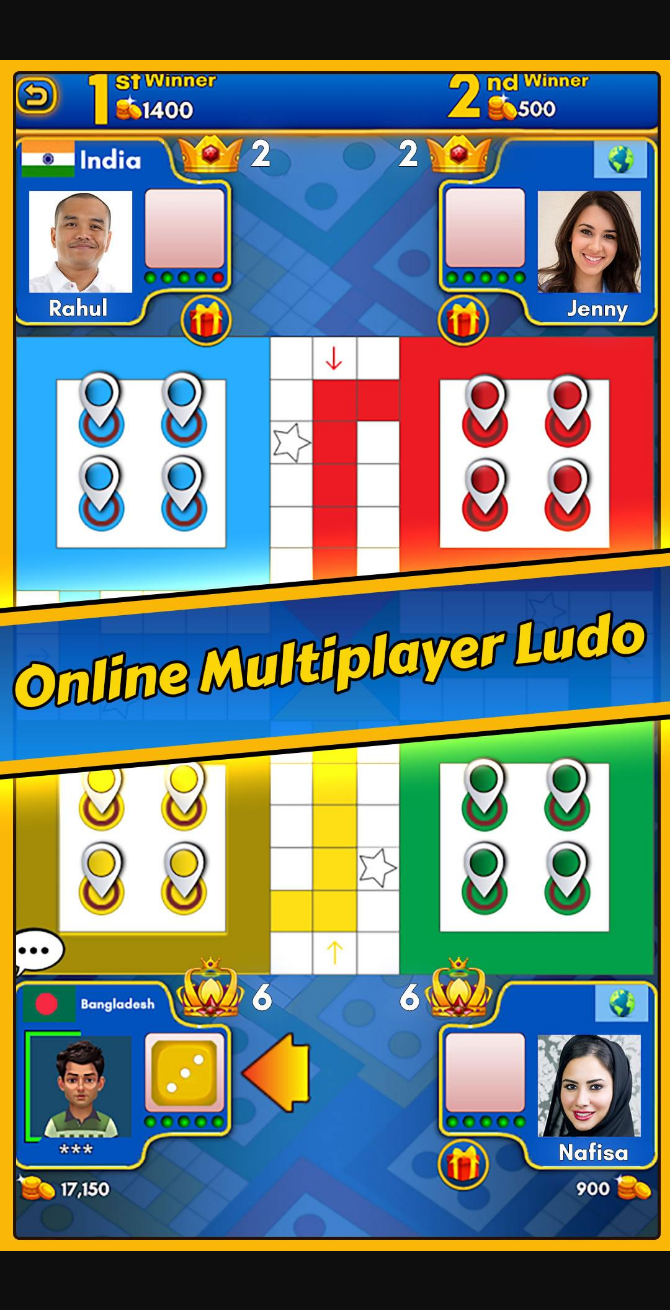 1st Winner
1400
2nd Winner
500
India
2
2
Rahul
Jenny
Online Multiplayer Ludo
Bangladesh
6
6
***
Nafisa
17,150
900